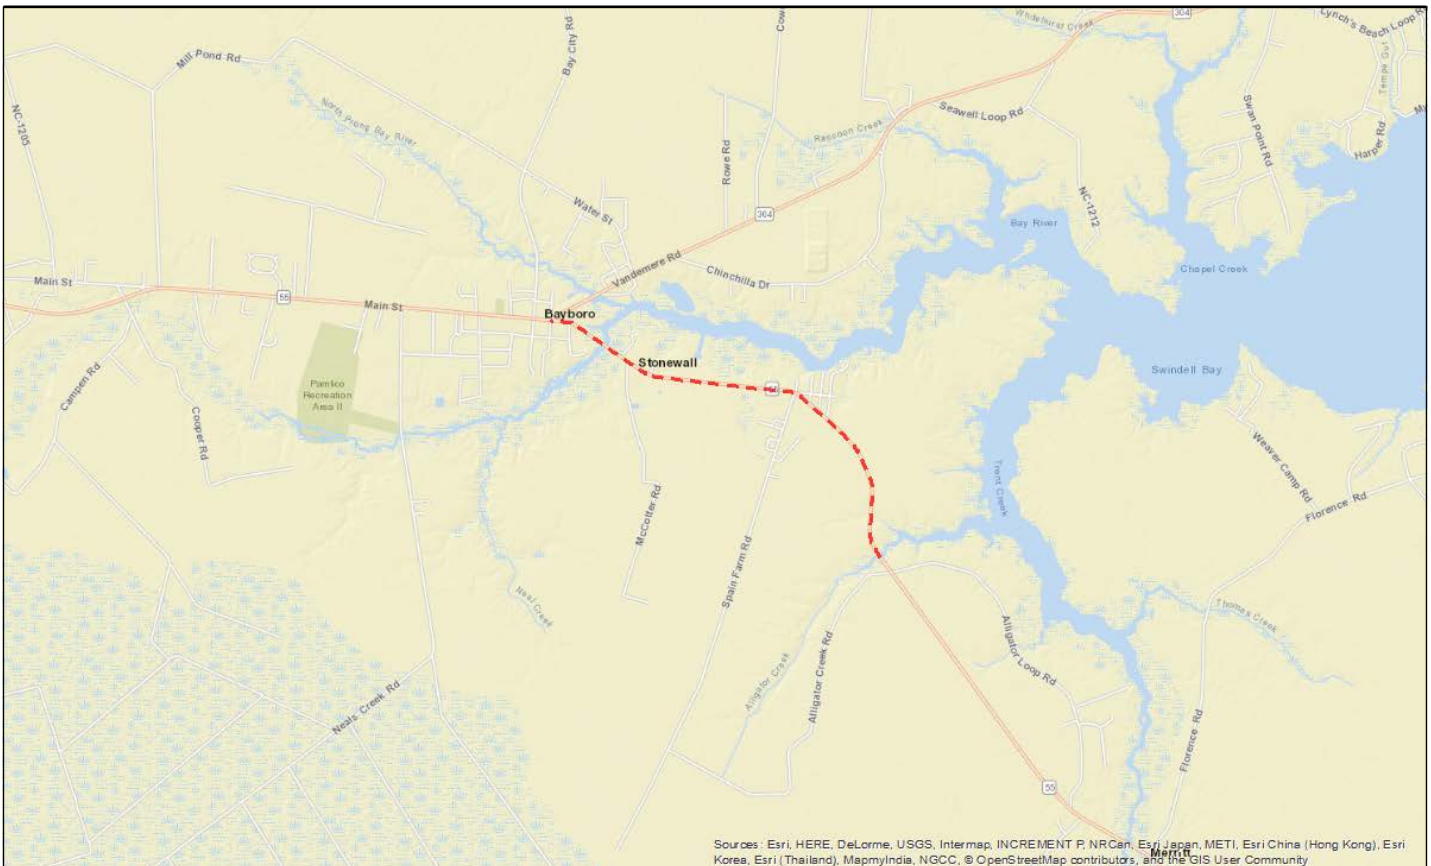 Whitehurst Creek
304
Lynch's Beach Loop Rd
Mill Pond Rd
Bay City Rd
Tempe Gut
NC-1205
North Prong Bay River
Seawell Loop Rd
Swan Point Rd
Raccoon Creek
Harper Rd
Rowe Rd
NC-1212
Water St
304
Bay River
Vandemere Rd
Chapel Creek
Chinchilla Dr
Main St
55
Main St
Bayboro
Stonewall
Swindell Bay
Campen Rd
Pamlico
Recreation
Area II
Cooper Rd
Weaver Camp Rd
Trent Creek
Florence Rd
McCotter Rd
Spain Farm Rd
Neal Creek
Thomas Creek
Alligator Loop Rd
Alligator Creek
Alligator Creek Rd
Neals Creek Rd
Florence Rd
55
Merritt
Sources: Esri, HERE, DeLorme, USGS, Intermap, INCREMENT P, NRCan, Esri Japan, METI, Esri China (Hong Kong), Esri
Korea, Esri (Thailand), MapmyIndia, NGCC, © OpenStreetMap contributors, and the GIS User Community